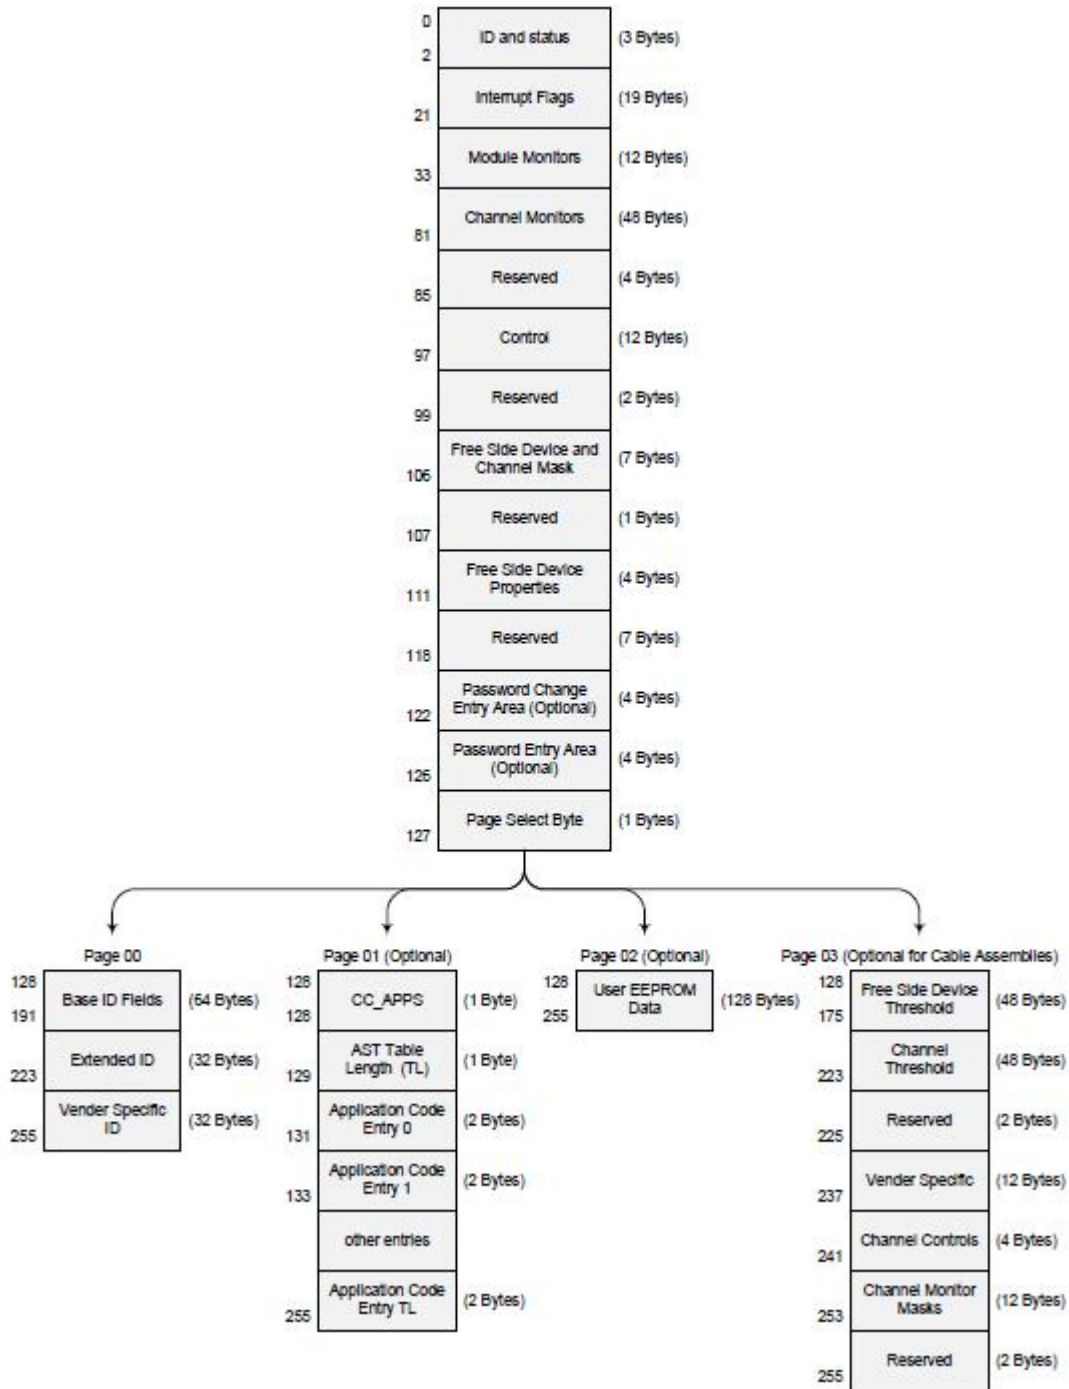 0
ID and status
(3 Bytes)
2
Interrupt Flags
(19 Bytes)
21
Module Monitors
(12 Bytes)
33
Channel Monitors
(48 Bytes)
81
Reserved
(4 Bytes)
85
Control
(12 Bytes)
97
Reserved
(2 Bytes)
99
Free Side Device and
Channel Mask
(7 Bytes)
106
Reserved
(1 Bytes)
107
Free Side Device
Properties
(4 Bytes)
111
Reserved
(7 Bytes)
118
Password Change
Entry Area (Optional)
(4 Bytes)
122
Password Entry Area
(Optional)
(4 Bytes)
126
Page Select Byte
(1 Bytes)
127
Page 00
128
Base ID Fields
(64 Bytes)
191
Extended ID
(32 Bytes)
223
Vender Specific
ID
(32 Bytes)
255
Page 01 (Optional)
128
CC_APPS
(1 Byte)
128
AST Table
Length (TL)
(1 Byte)
129
Application Code
Entry 0
(2 Bytes)
131
Application Code
Entry 1
(2 Bytes)
133
other entries
Application Code
Entry TL
(2 Bytes)
255
Page 02 (Optional)
128
User EEPROM
Data
(128 Bytes)
255
Page 03 (Optional for Cable Assemblies)
128
Free Side Device
Threshold
(48 Bytes)
175
Channel
Threshold
(48 Bytes)
223
Reserved
(2 Bytes)
225
Vender Specific
(12 Bytes)
237
Channel Controls
(4 Bytes)
241
Channel Monitor
Masks
(12 Bytes)
253
Reserved
(2 Bytes)
255